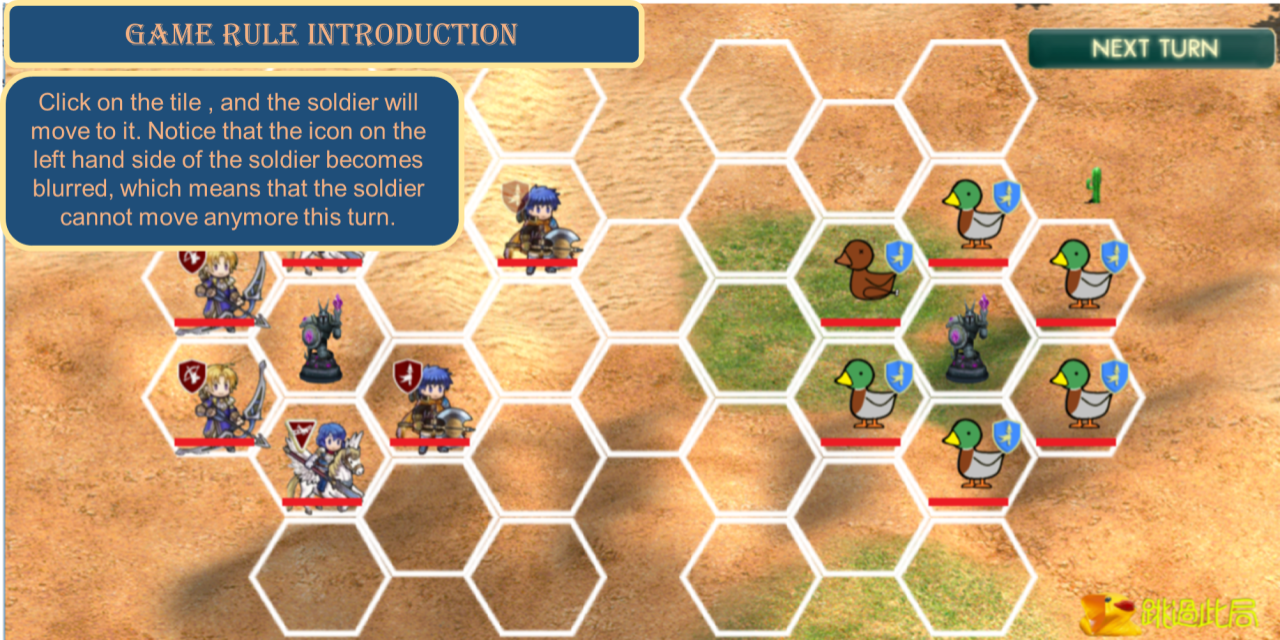 GAME RULE INTRODUCTION
NEXT TURN
Click on the tile , and the soldier will
move to it. Notice that the icon on the
left hand side of the soldier becomes
blurred, which means that the soldier
cannot move anymore this turn.
跳過此局